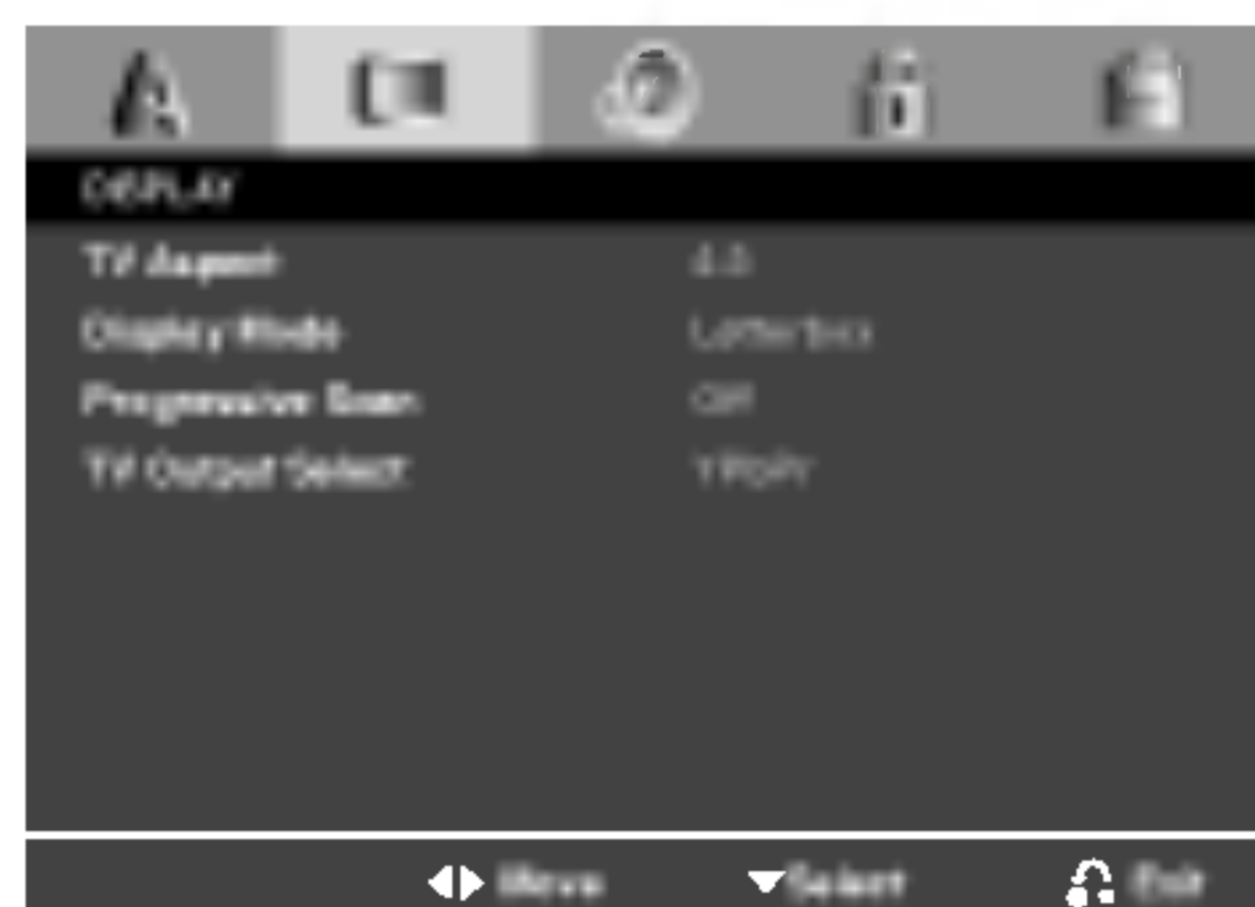 DISPLAY
TV Aspect
4:3
Display Mode
Letterbox
Progressive Scan
Off
TV Output Select
YPbPr
Move
Select
Exit